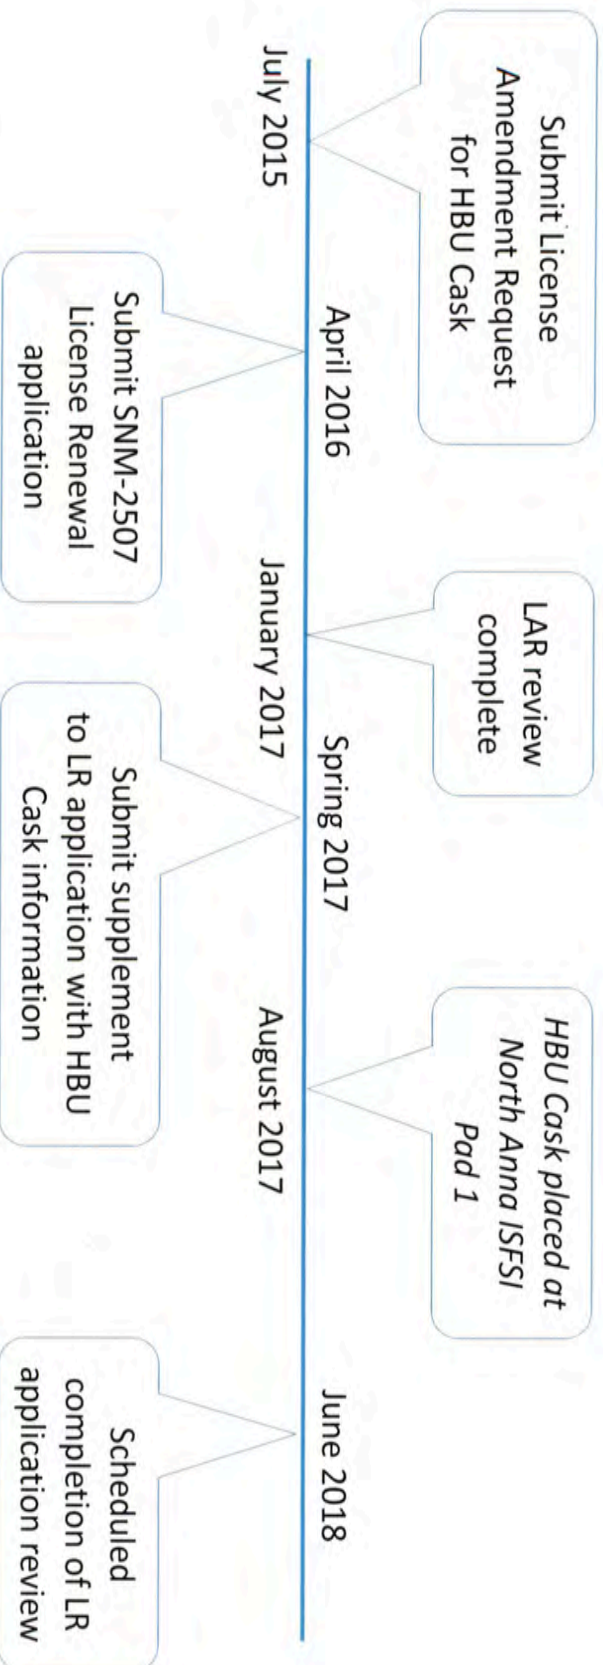 Submit License
Amendment Request
for HBU Cask
July 2015
April 2016
Submit SNM-2507
License Renewal
application
LAR review
complete
January 2017
Spring 2017
Submit supplement
to LR application with HBU
Cask information
HBU Cask placed at
North Anna ISFSI
Pad 1
August 2017
June 2018
Scheduled
completion of LR
application review